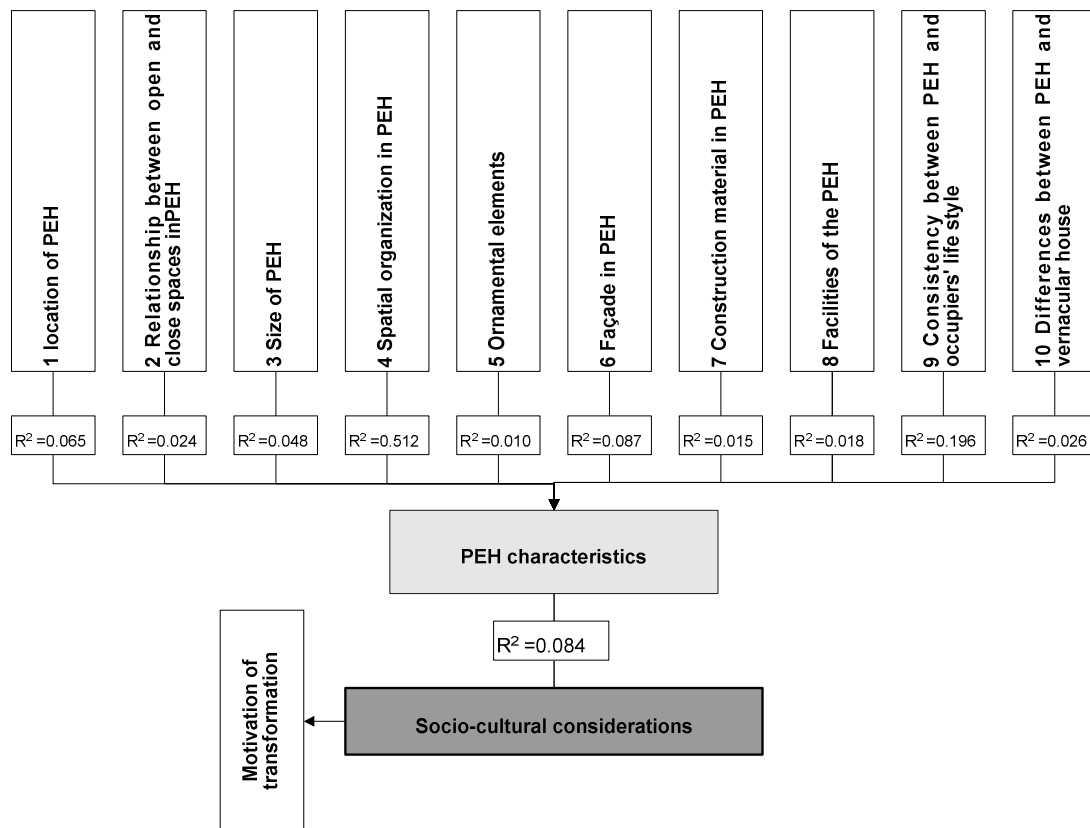 1 location of PEH
2 Relationship between open and
close spaces inPEH
3 Size of PEH
4 Spatial organization in PEH
5 Ornamental elements
6 Façade in PEH
7 Construction material in PEH
8 Facilities of the PEH
9 Consistency between PEH and
occupiers' life style
10 Differences between PEH and
vernacular house
R² =0.065
R² =0.024
R² =0.048
R² =0.512
R² =0.010
R² =0.087
R² =0.015
R² =0.018
R² =0.196
R² =0.026
PEH characteristics
R² =0.084
Motivation of
transformation
Socio-cultural considerations